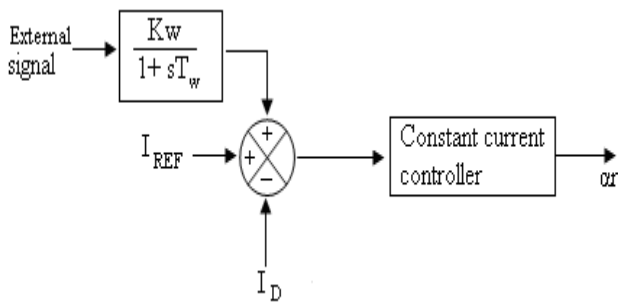 External
signal
Kw
1+ sT_w
+
I_REF
+
−
I_D
Constant current
controller
αr